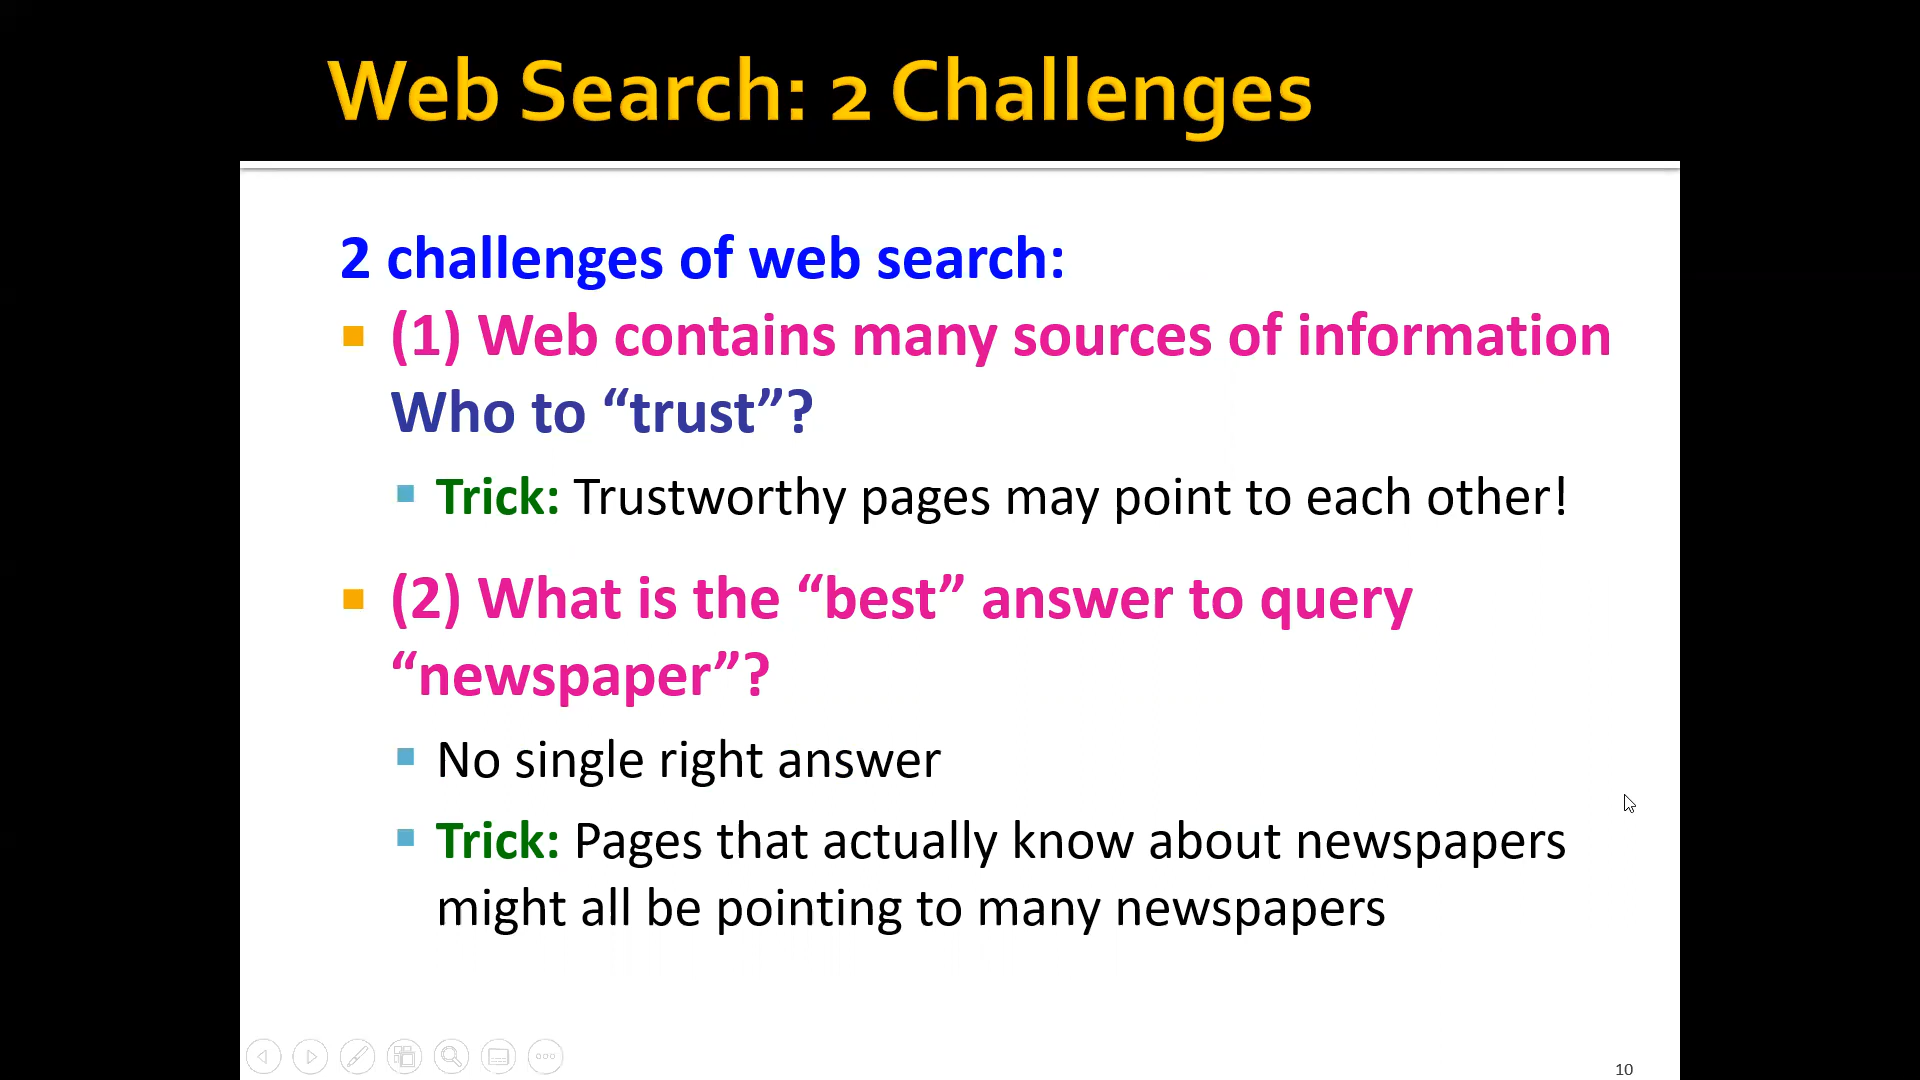 Web Search: 2 Challenges
2 challenges of web search:
(1) Web contains many sources of information
Who to “trust”?
Trick: Trustworthy pages may point to each other!
(2) What is the “best” answer to query
“newspaper”?
No single right answer
Trick: Pages that actually know about newspapers
might all be pointing to many newspapers
10